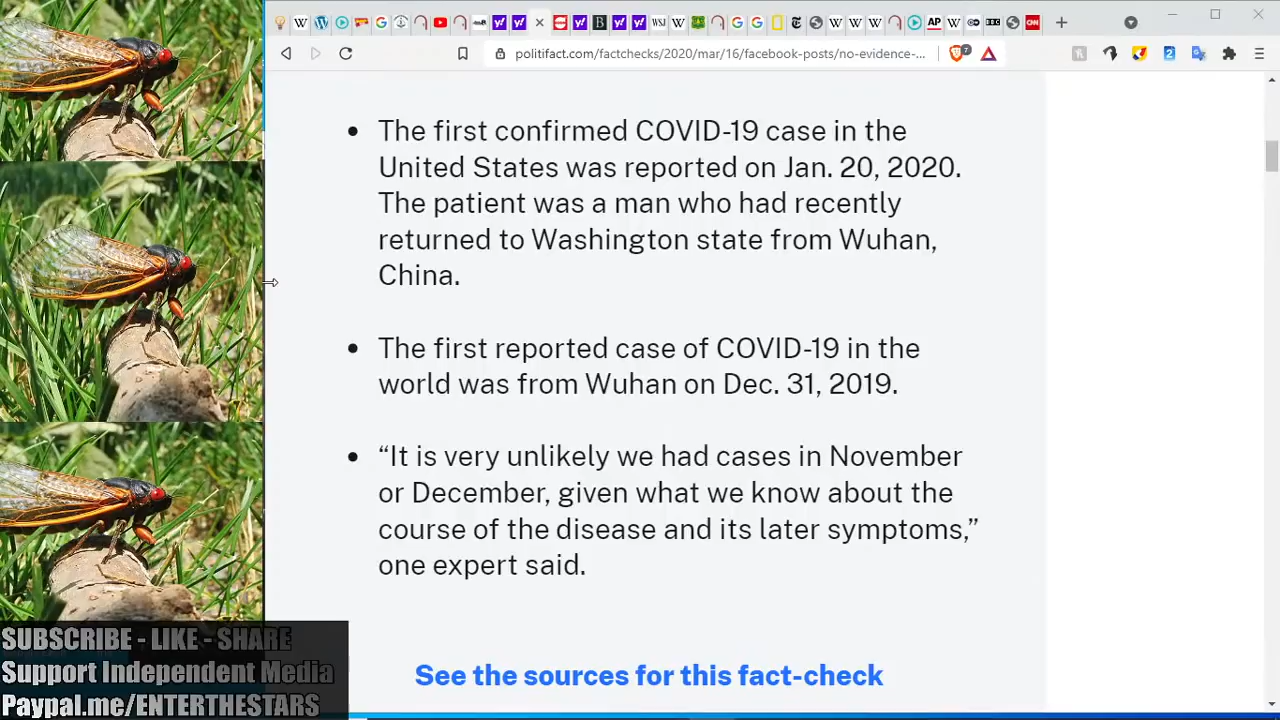 politifact.com/factchecks/2020/mar/16/facebook-posts/no-evidence-...
The first confirmed COVID-19 case in the
United States was reported on Jan. 20, 2020.
The patient was a man who had recently
returned to Washington state from Wuhan,
China.
The first reported case of COVID-19 in the
world was from Wuhan on Dec. 31, 2019.
“It is very unlikely we had cases in November
or December, given what we know about the
course of the disease and its later symptoms,”
one expert said.
See the sources for this fact-check
SUBSCRIBE - LIKE - SHARE
Support Independent Media
Paypal.me/ENTERTHESTARS